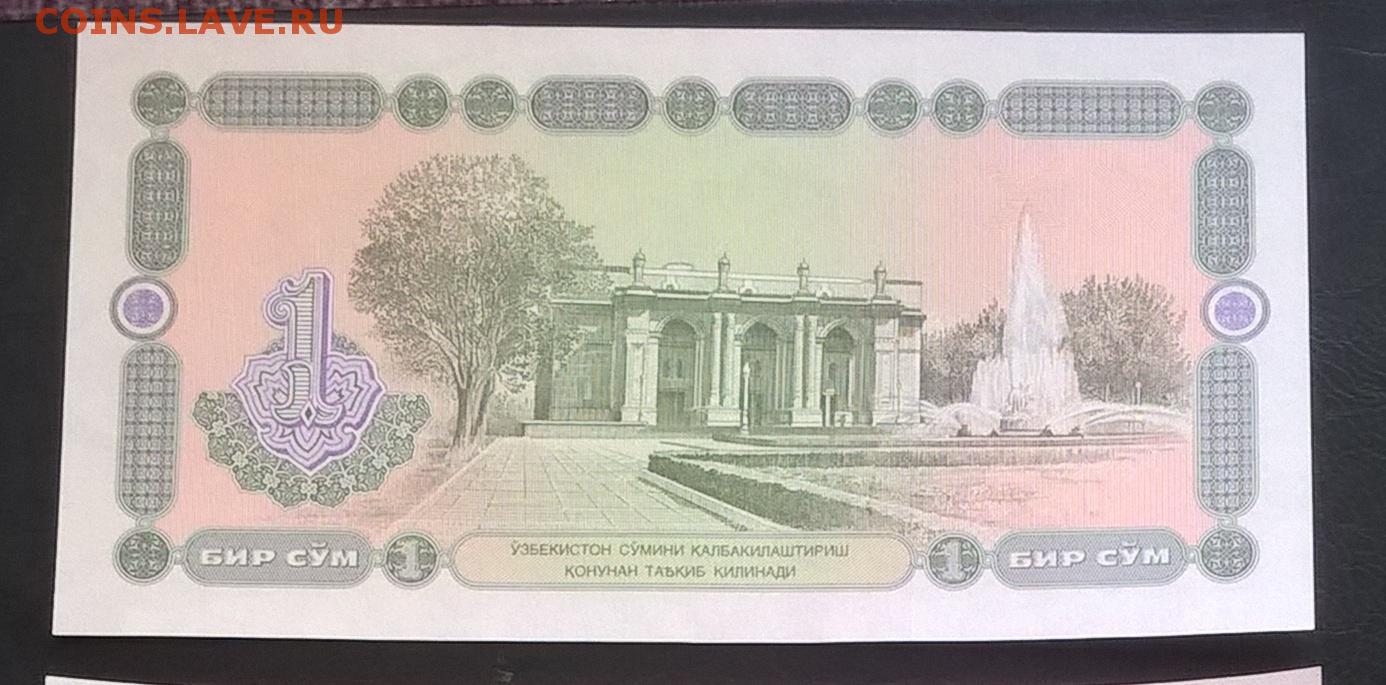 COINS.LAVE.RU
1
БИР СЎМ
1
ЎЗБЕКИСТОН СЎМИНИ ҚАЛБАКИЛАШТИРИШ
ҚОНУНАН ТАЪҚИБ ҚИЛИНАДИ
1
БИР СЎМ